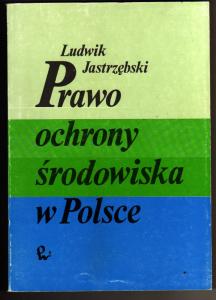 Ludwik
Jastrzębski
Prawo
ochrony
środowiska
w Polsce